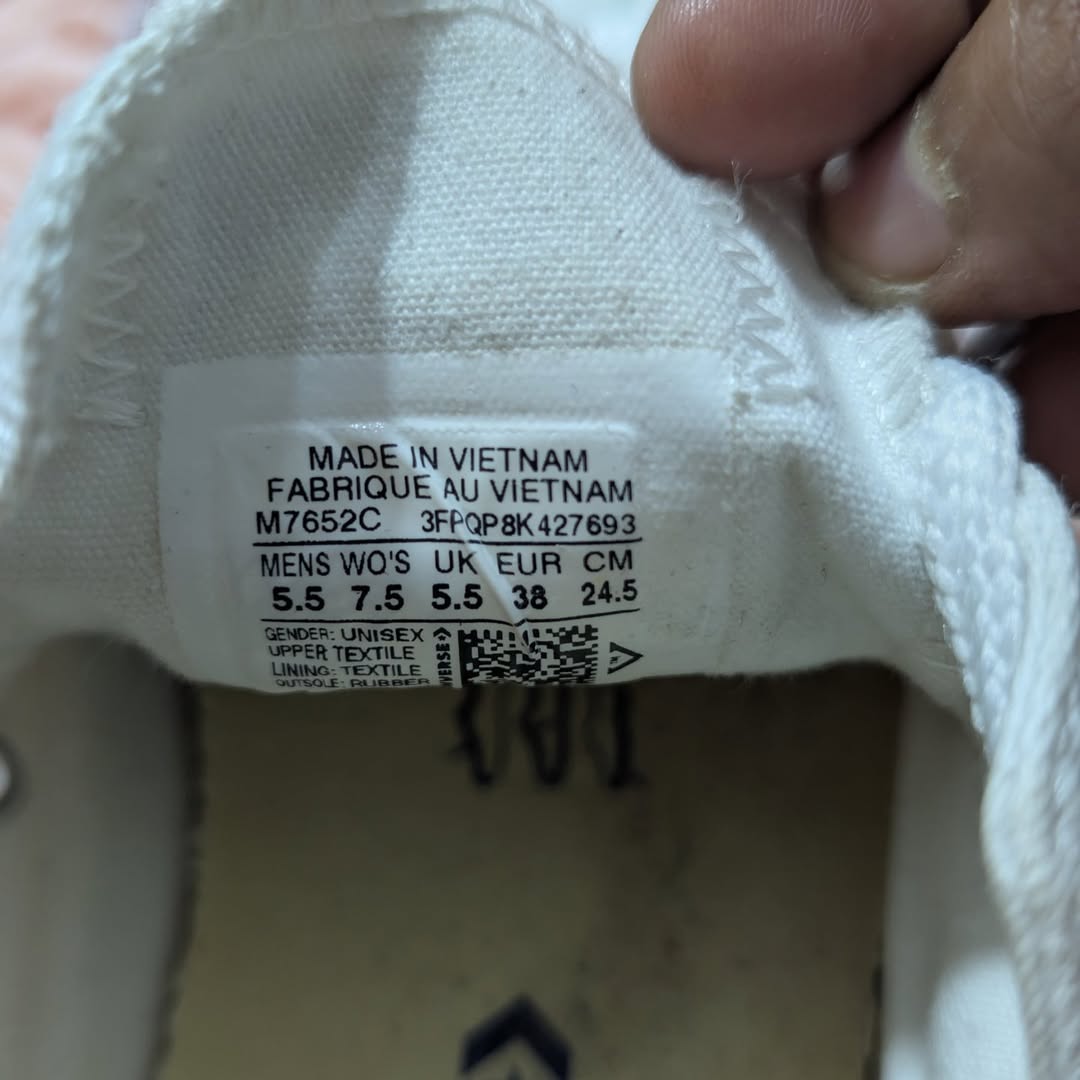 MADE IN VIETNAM
FABRIQUE AU VIETNAM
M7652C 3FPQP8K427693
MENS WO'S UK EUR CM
5.5 7.5 5.5 38 24.5
GENDER: UNISEX
UPPER TEXTILE
LINING: TEXTILE
OUTSOLE: RUBBER